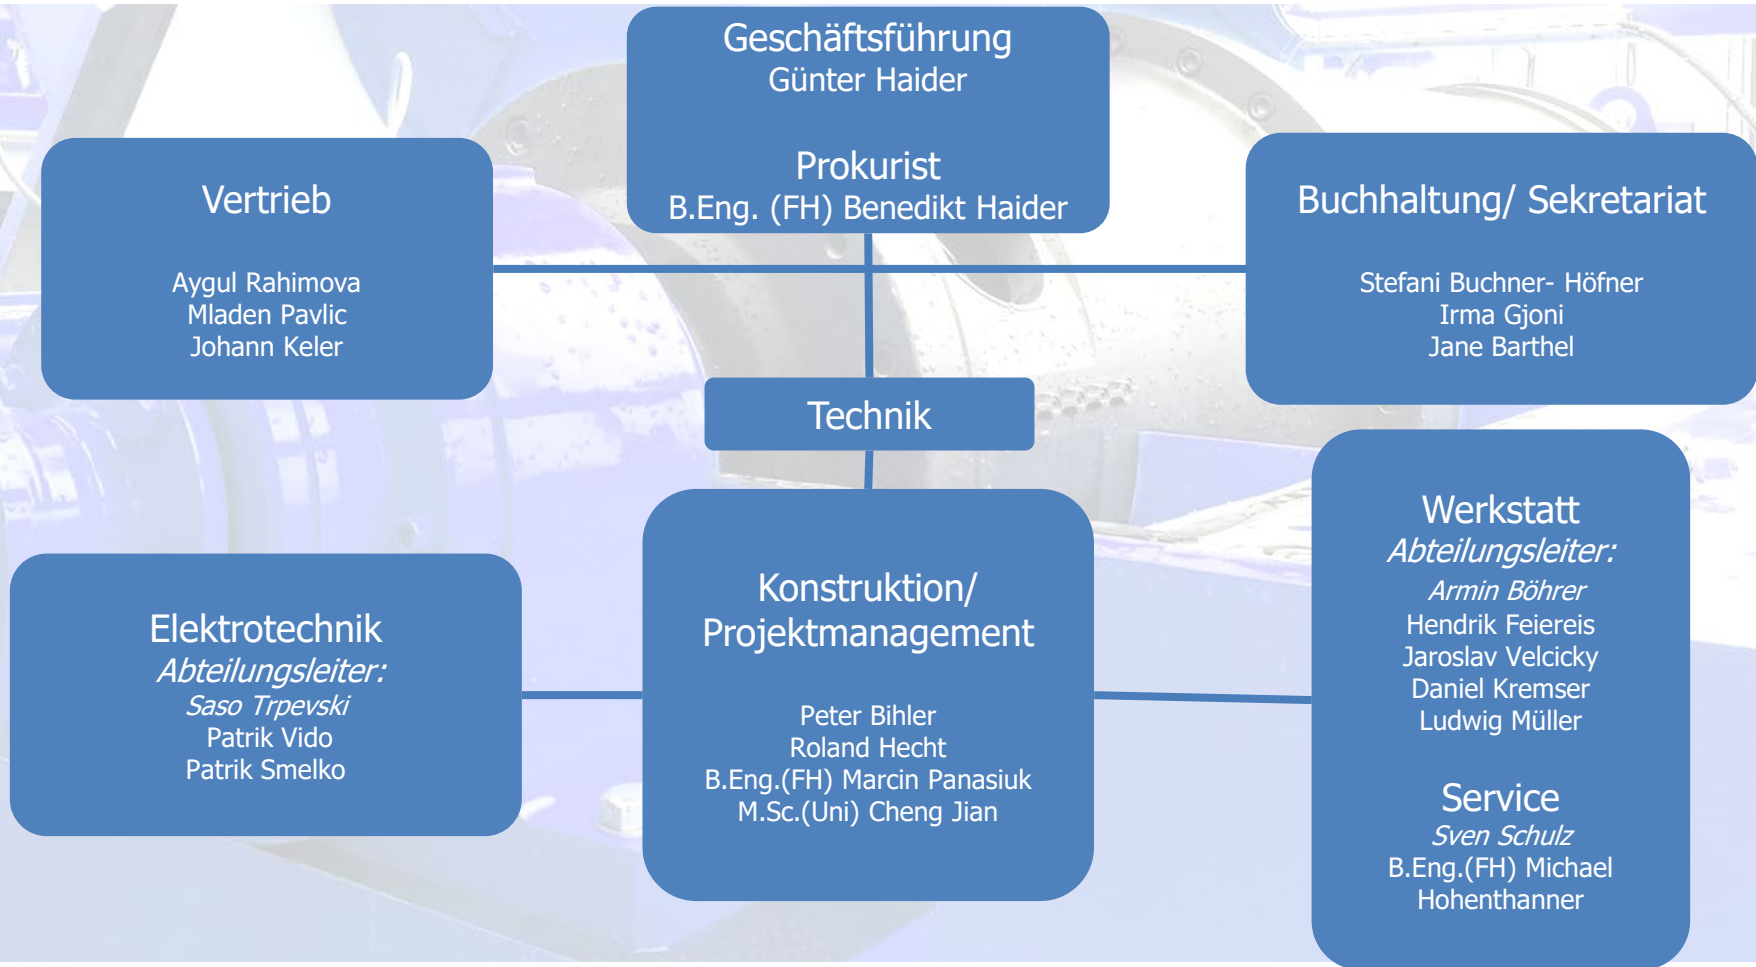 Geschäftsführung
Günter Haider
Prokurist
B.Eng. (FH) Benedikt Haider
Vertrieb
Aygul Rahimova
Mladen Pavlic
Johann Keler
Buchhaltung/ Sekretariat
Stefani Buchner- Höfner
Irma Gjoni
Jane Barthel
Technik
Elektrotechnik
Abteilungsleiter:
Saso Trpevski
Patrik Vido
Patrik Smelko
Konstruktion/
Projektmanagement
Peter Bihler
Roland Hecht
B.Eng.(FH) Marcin Panasiuk
M.Sc.(Uni) Cheng Jian
Werkstatt
Abteilungsleiter:
Armin Böhrer
Hendrik Feiereis
Jaroslav Velcicky
Daniel Kremser
Ludwig Müller
Service
Sven Schulz
B.Eng.(FH) Michael
Hohenthanner